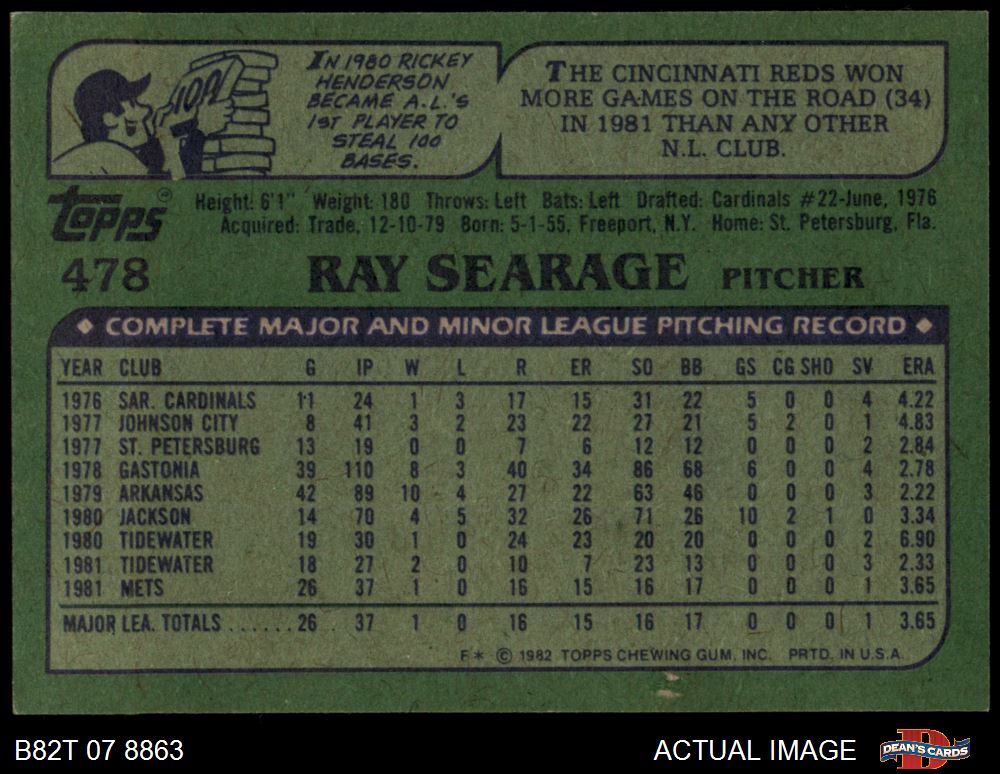 100
IN 1980 RICKEY
HENDERSON
BECAME A.L.'S
1ST PLAYER TO
STEAL 100
BASES.
THE CINCINNATI REDS WON
MORE GAMES ON THE ROAD (34)
IN 1981 THAN ANY OTHER
N.L. CLUB.
Topps®
Height: 6'1" Weight: 180 Throws: Left Bats: Left Drafted: Cardinals #22-June, 1976
Acquired: Trade, 12-10-79 Born: 5-1-55, Freeport, N.Y. Home: St. Petersburg, Fla.
478 RAY SEARAGE PITCHER
◆ COMPLETE MAJOR AND MINOR LEAGUE PITCHING RECORD ◆
YEAR CLUB G IP W L R ER SO BB GS CG SHO SV ERA
1976 SAR. CARDINALS 11 24 1 3 17 15 31 22 5 0 0 4 4.22
1977 JOHNSON CITY 8 41 3 2 23 22 27 21 5 2 0 1 4.83
1977 ST. PETERSBURG 13 19 0 0 7 6 12 12 0 0 0 2 2.84
1978 GASTONIA 39 110 8 3 40 34 86 68 6 0 0 4 2.78
1979 ARKANSAS 42 89 10 4 27 22 63 46 0 0 0 3 2.22
1980 JACKSON 14 70 4 5 32 26 71 26 10 2 1 0 3.34
1980 TIDEWATER 19 30 1 0 24 23 20 20 0 0 0 2 6.90
1981 TIDEWATER 18 27 2 0 10 7 23 13 0 0 0 3 2.33
1981 METS 26 37 1 0 16 15 16 17 0 0 0 1 3.65
MAJOR LEA. TOTALS.......26 37 1 0 16 15 16 17 0 0 0 1 3.65
F* © 1982 TOPPS CHEWING GUM, INC. PRTD. IN U.S.A.
B82T 07 8863 ACTUAL IMAGE DEAN'S CARDS